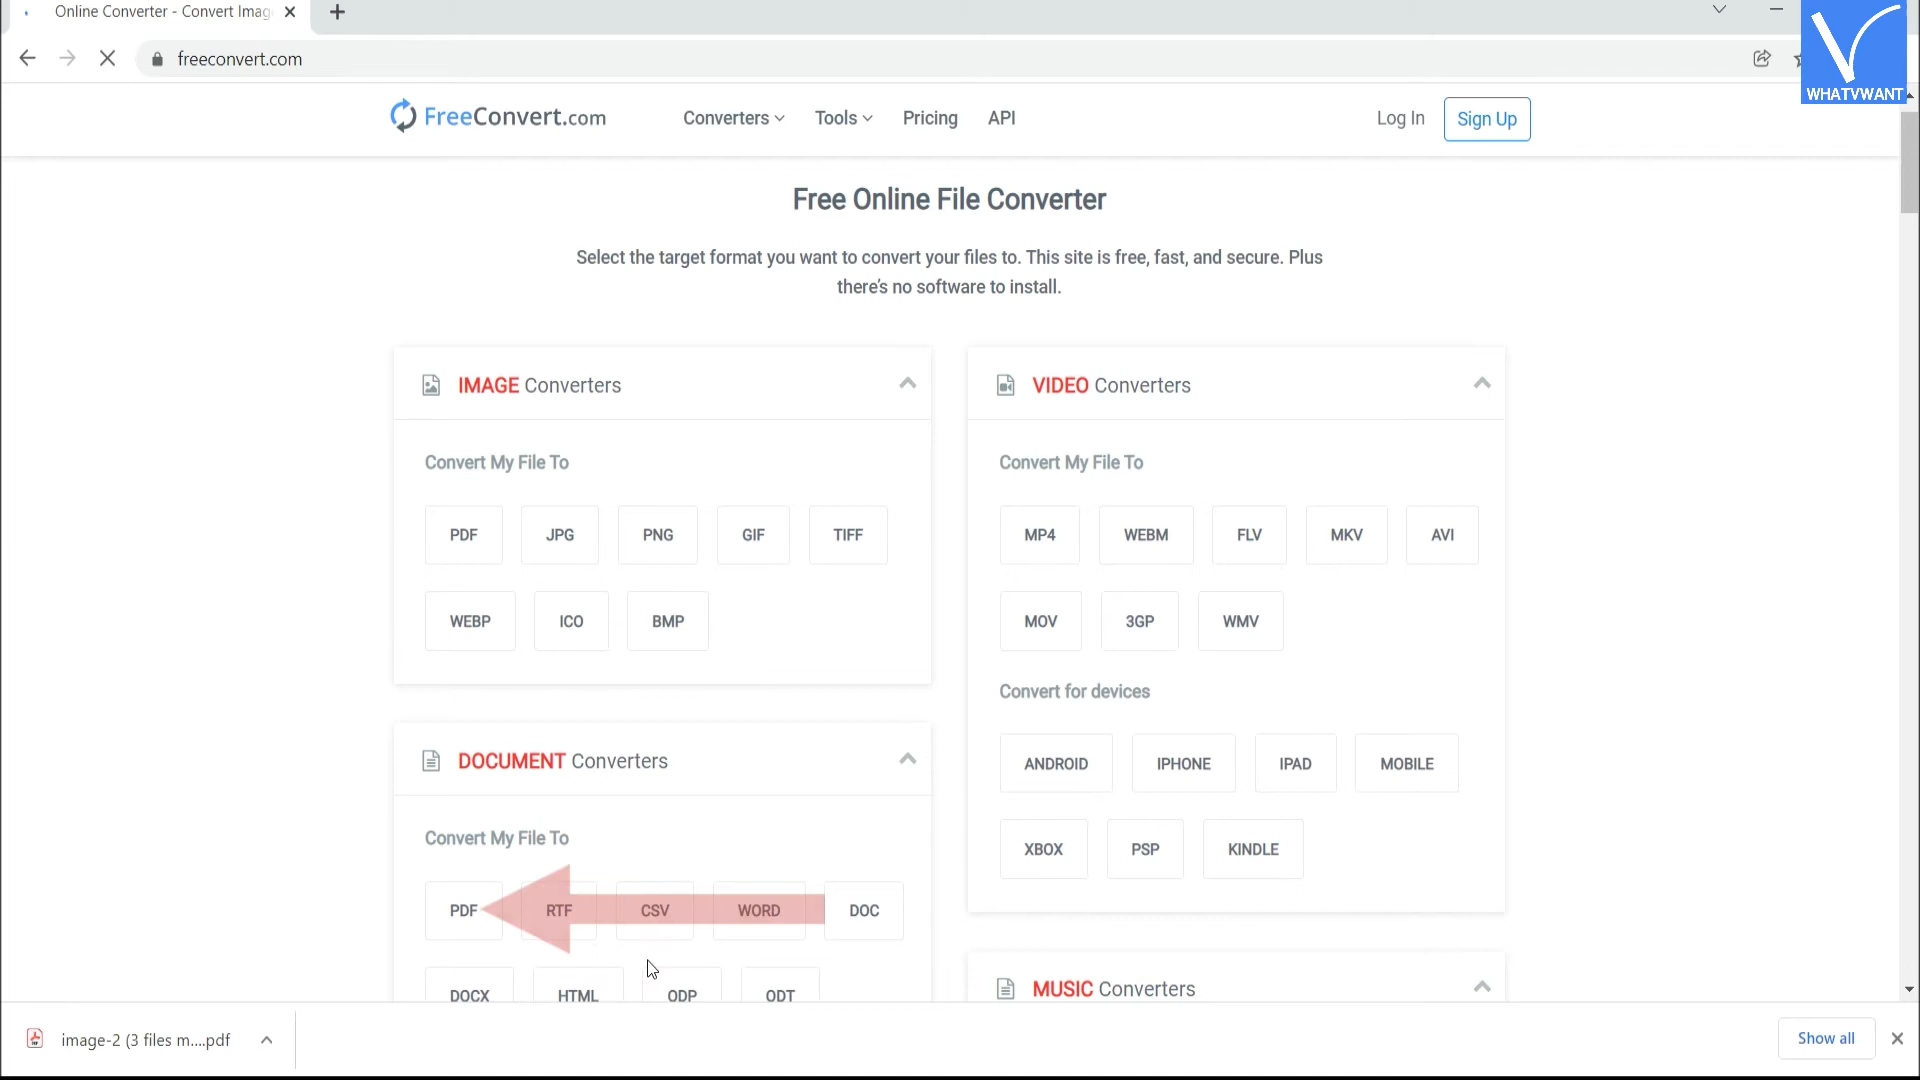 Online Converter - Convert Imag
freeconvert.com
WHATVWANT
FreeConvert.com
Converters
Tools
Pricing
API
Log In
Sign Up
Free Online File Converter
Select the target format you want to convert your files to. This site is free, fast, and secure. Plus
there's no software to install.
IMAGE Converters
Convert My File To
PDF
JPG
PNG
GIF
TIFF
WEBP
ICO
BMP
DOCUMENT Converters
Convert My File To
PDF
RTF
CSV
WORD
DOC
DOCX
HTML
ODP
ODT
VIDEO Converters
Convert My File To
MP4
WEBM
FLV
MKV
AVI
MOV
3GP
WMV
Convert for devices
ANDROID
IPHONE
IPAD
MOBILE
XBOX
PSP
KINDLE
MUSIC Converters
image-2 (3 files m....pdf
Show all